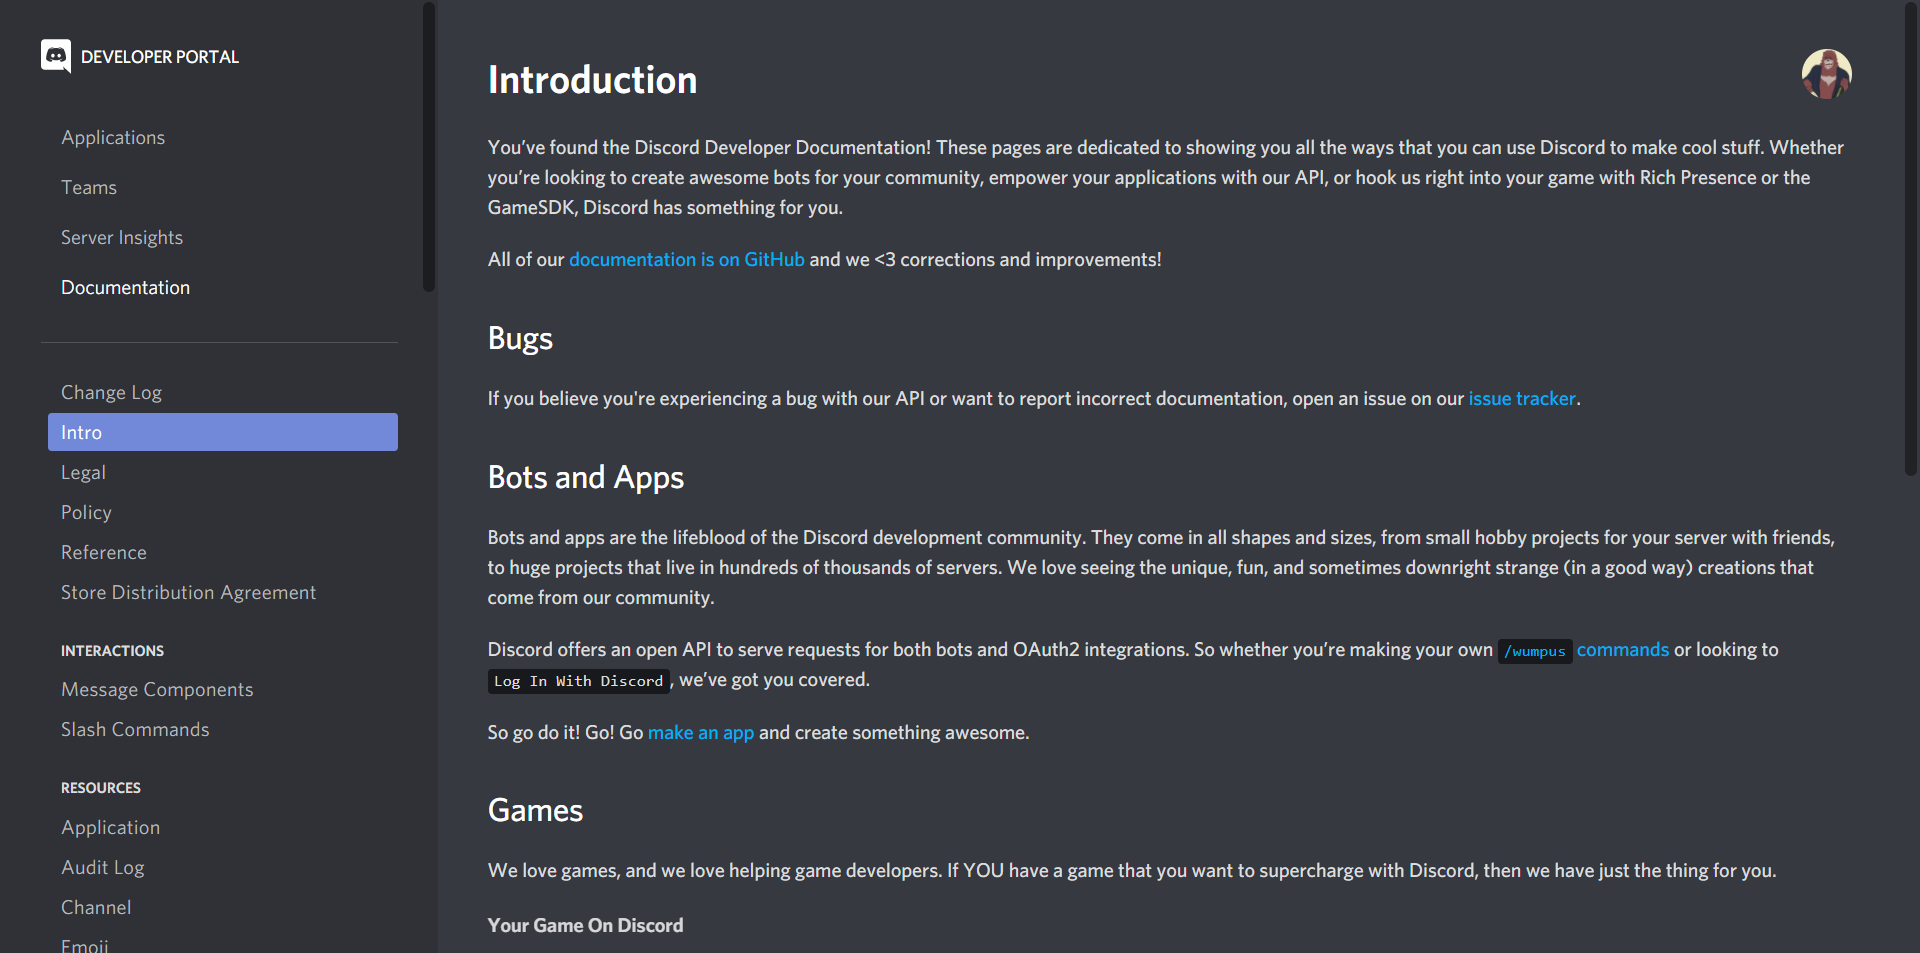 DEVELOPER PORTAL
Applications
Teams
Server Insights
Documentation
Change Log
Intro
Legal
Policy
Reference
Store Distribution Agreement
INTERACTIONS
Message Components
Slash Commands
RESOURCES
Application
Audit Log
Channel
Emoji
Introduction
You’ve found the Discord Developer Documentation! These pages are dedicated to showing you all the ways that you can use Discord to make cool stuff. Whether
you’re looking to create awesome bots for your community, empower your applications with our API, or hook us right into your game with Rich Presence or the
GameSDK, Discord has something for you.
All of our documentation is on GitHub and we <3 corrections and improvements!
Bugs
If you believe you're experiencing a bug with our API or want to report incorrect documentation, open an issue on our issue tracker.
Bots and Apps
Bots and apps are the lifeblood of the Discord development community. They come in all shapes and sizes, from small hobby projects for your server with friends,
to huge projects that live in hundreds of thousands of servers. We love seeing the unique, fun, and sometimes downright strange (in a good way) creations that
come from our community.
Discord offers an open API to serve requests for both bots and OAuth2 integrations. So whether you’re making your own /wumpus commands or looking to
Log In With Discord, we’ve got you covered.
So go do it! Go! Go make an app and create something awesome.
Games
We love games, and we love helping game developers. If YOU have a game that you want to supercharge with Discord, then we have just the thing for you.
Your Game On Discord